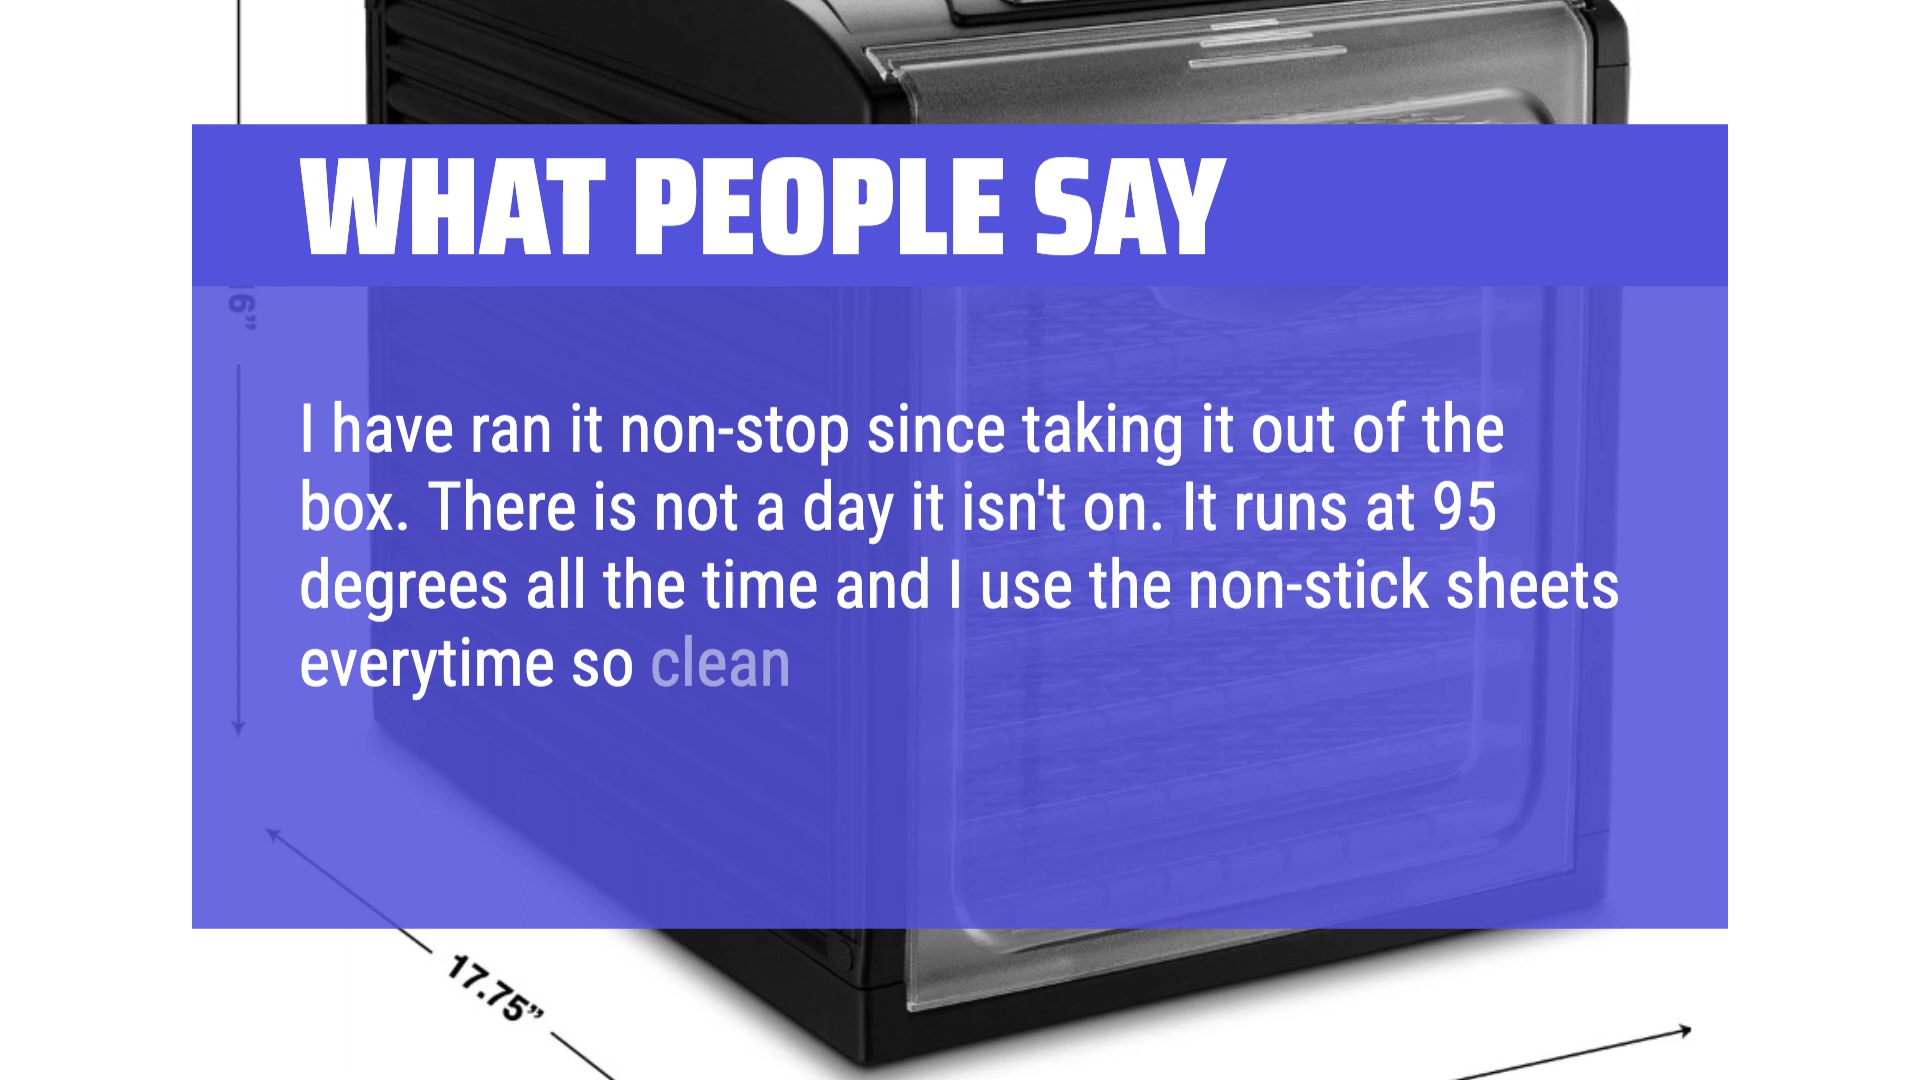 WHAT PEOPLE SAY
6”
I have ran it non-stop since taking it out of the
box. There is not a day it isn't on. It runs at 95
degrees all the time and I use the non-stick sheets
everytime so clean
17.75”